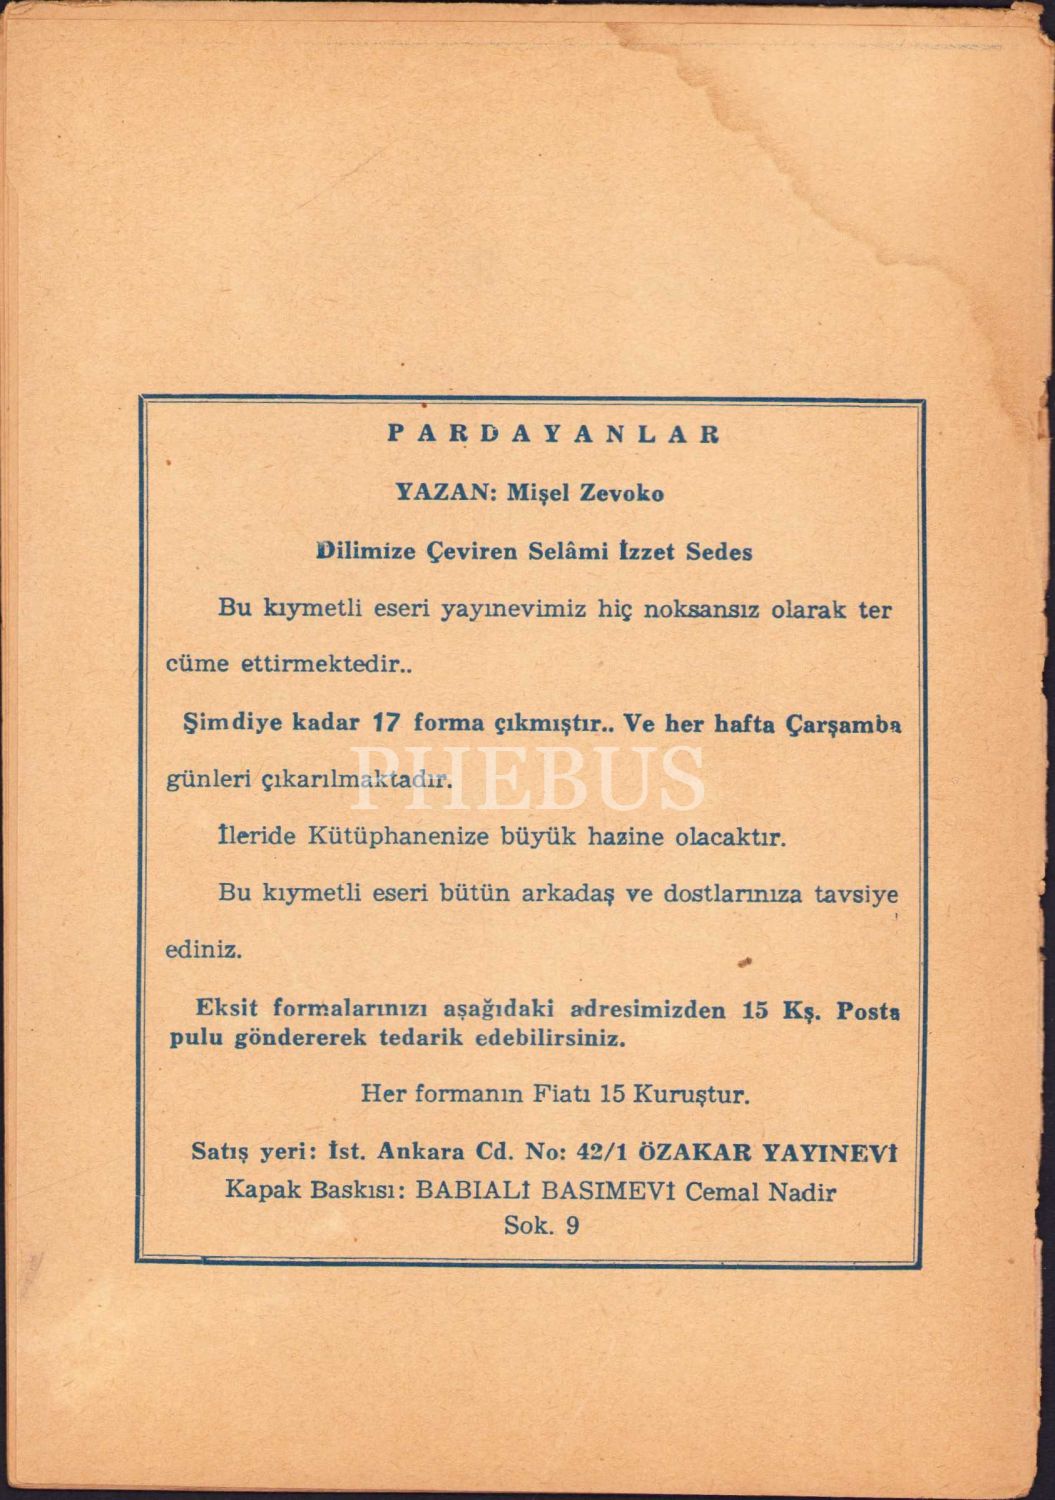 PARDAYANLAR
YAZAN: Mişel Zevoko
Dilimize Çeviren Selâmi İzzet Sedes
Bu kıymetli eseri yayınevimiz hiç noksansız olarak ter
cüme ettirmektedir..
Şimdiye kadar 17 forma çıkmıştır.. Ve her hafta Çarşamba
günleri çıkarılmaktadır.
PHEBUS
İleride Kütüphanenize büyük hazine olacaktır.
Bu kıymetli eseri bütün arkadaş ve dostlarınıza tavsiye
ediniz.
Eksit formalarınızı aşağıdaki adresimizden 15 Kş. Posta
pulu göndererek tedarik edebilirsiniz.
Her formanın Fiatı 15 Kuruştur.
Satış yeri: İst. Ankara Cd. No: 42/1 ÖZAKAR YAYINEVİ
Kapak Baskısı: BABIALİ BASIMEVİ Cemal Nadir
Sok. 9